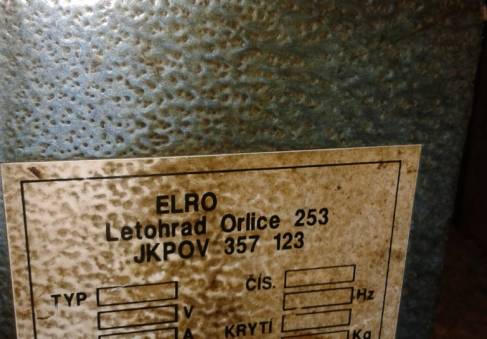 ELRO
Letohrad Orlice 253
JKPOV 357 123
TYP ČÍS.
V Hz
A KRYTÍ
Kg